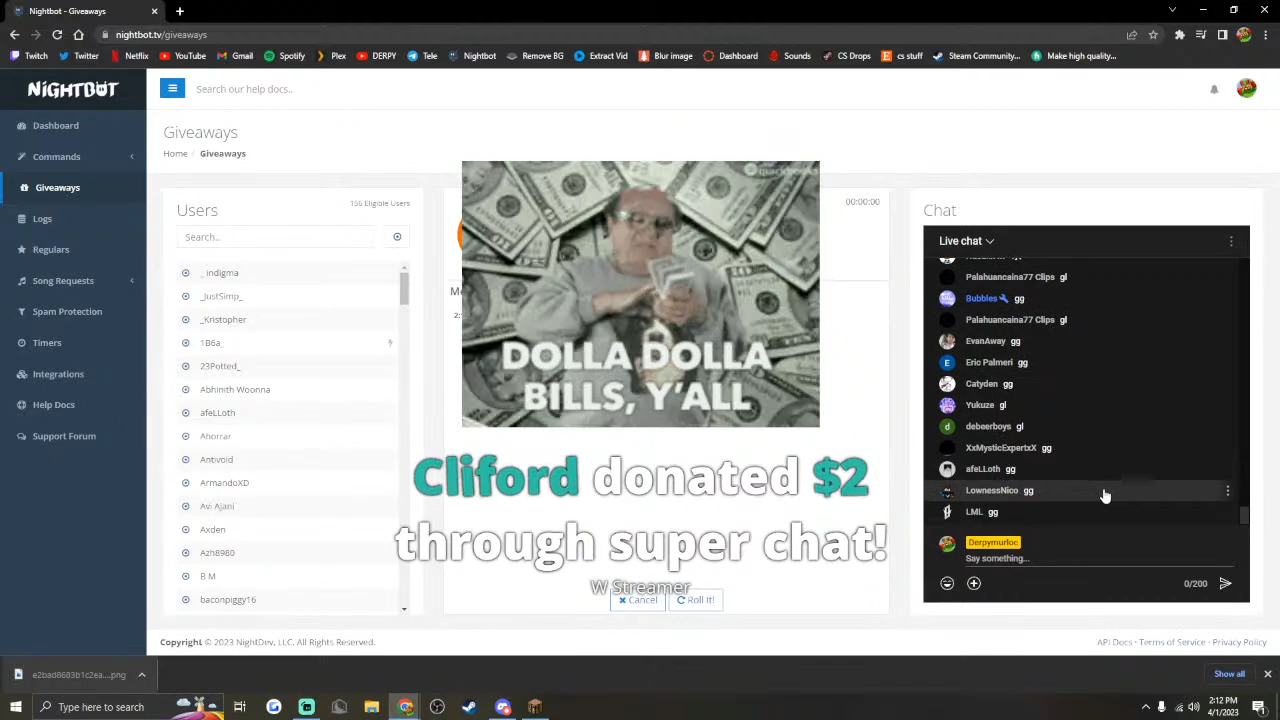 Nightbot - Giveaways
nightbot.tv/giveaways
Twitch
Twitter
Netflix
YouTube
Gmail
Spotify
Plex
DERPY
Tele
Nightbot
Remove BG
Extract Vid
Blur image
Dashboard
Sounds
CS Drops
cs stuff
Steam Community...
Make high quality...
NIGHTBOT
Search our help docs..
Dashboard
Commands
Giveaways
Logs
Regulars
Song Requests
Spam Protection
Timers
Integrations
Help Docs
Support Forum
Giveaways
Home / Giveaways
Users
156 Eligible Users
Search...
_ indigma
_JustSimp_
_Kristopher
1B6a_
23Potted_
Abhinith Woonna
afeLLoth
Ahorrar
Antivoid
ArmandoXD
Avi Ajani
Axden
Azh8980
B M
baconpiggy16
00:00:00
DOLLA DOLLA
BILLS, Y'ALL
Cliford donated $2
through super chat!
W Streamer
Cancel
Roll It!
Chat
Live chat
Palahuancaina77 Clips gl
Bubbles gg
Palahuancaina77 Clips gl
EvanAway gg
E Eric Palmeri gg
Catyden gg
Yukuze gl
d debeerboys gl
XxMysticExpertxX gg
afeLLoth gg
LownessNico gg
LML gg
Derpymurloc
Say something...
0/200
Copyright © 2023 NightDev, LLC. All Rights Reserved.
API Docs · Terms of Service · Privacy Policy
e2bad8683b1c2ea....png
Show all
Type here to search
2:12 PM
4/1/2023